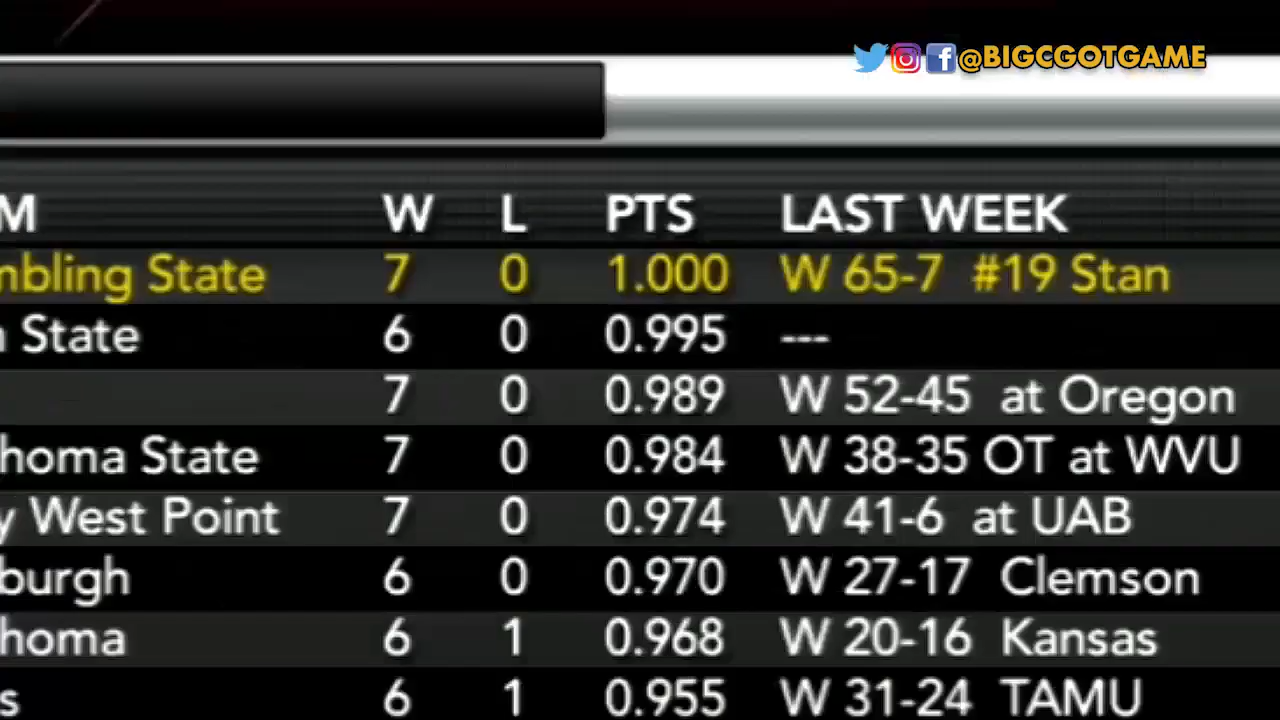 @BIGCGOTGAME
M W L PTS LAST WEEK
mbling State 7 0 1.000 W 65-7 #19 Stan
State 6 0 0.995 ---
7 0 0.989 W 52-45 at Oregon
homa State 7 0 0.984 W 38-35 OT at WVU
y West Point 7 0 0.974 W 41-6 at UAB
burgh 6 0 0.970 W 27-17 Clemson
homa 6 1 0.968 W 20-16 Kansas
s 6 1 0.955 W 31-24 TAMU